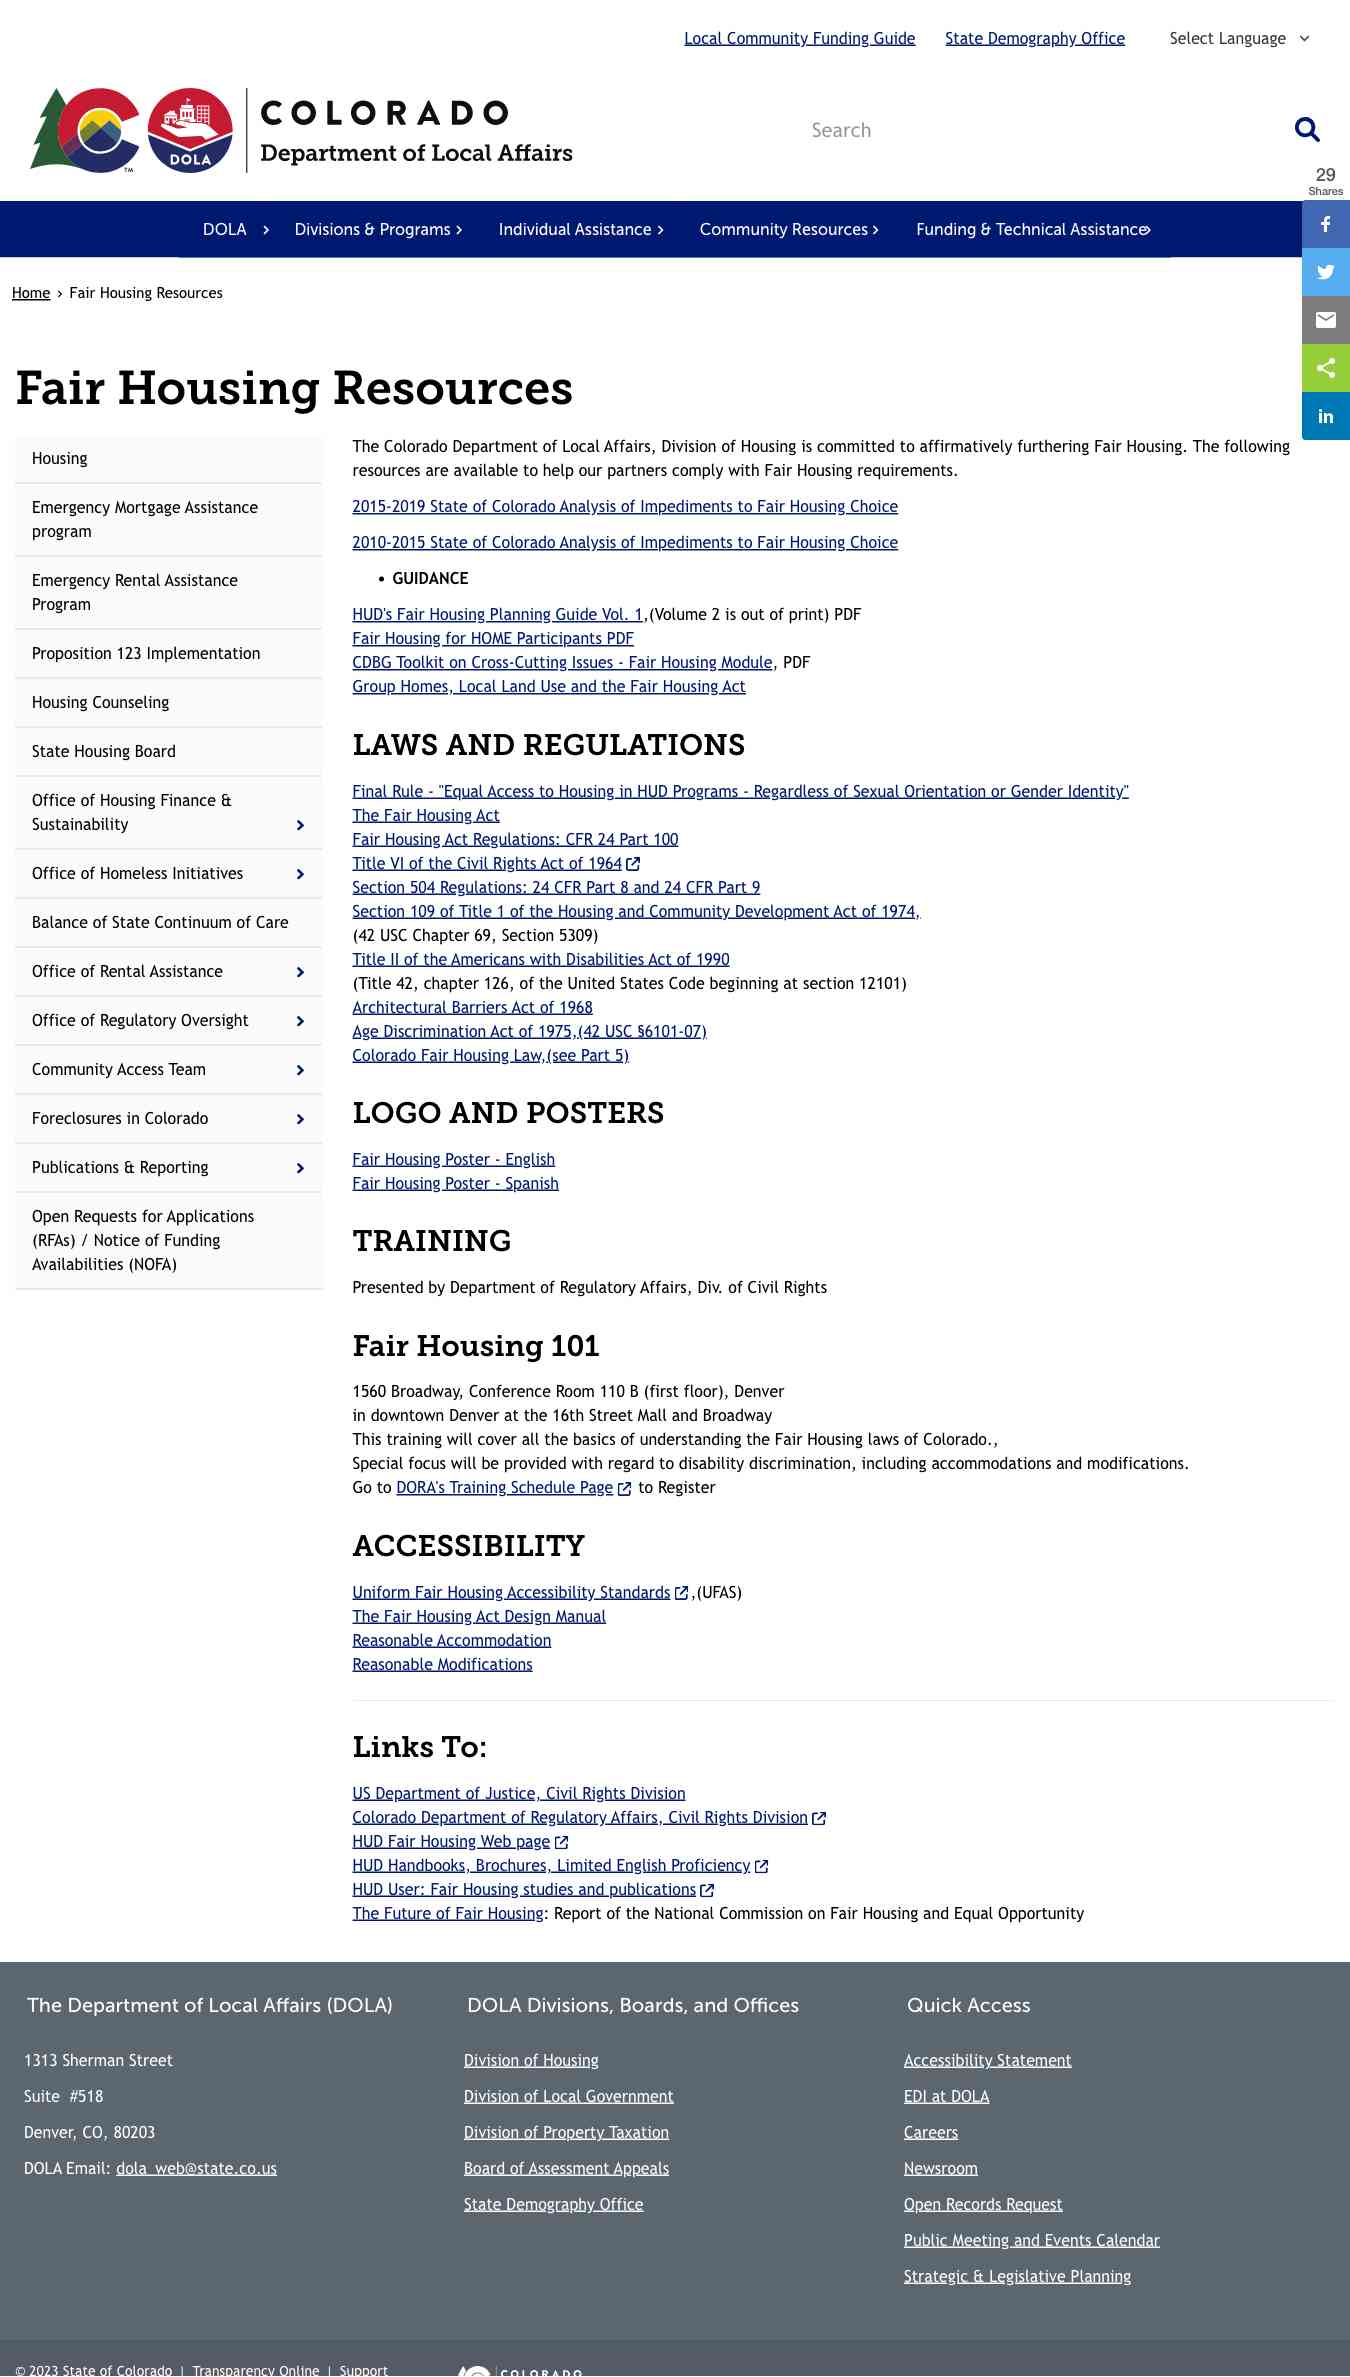 Local Community Funding Guide State Demography Office Select Language
COLORADO
Department of Local Affairs
DOLA
TM
Search
29
Shares
DOLA Divisions & Programs Individual Assistance Community Resources Funding & Technical Assistance
Home › Fair Housing Resources
Fair Housing Resources
Housing
Emergency Mortgage Assistance
program
Emergency Rental Assistance
Program
Proposition 123 Implementation
Housing Counseling
State Housing Board
Office of Housing Finance &
Sustainability
Office of Homeless Initiatives
Balance of State Continuum of Care
Office of Rental Assistance
Office of Regulatory Oversight
Community Access Team
Foreclosures in Colorado
Publications & Reporting
Open Requests for Applications
(RFAs) / Notice of Funding
Availabilities (NOFA)
The Colorado Department of Local Affairs, Division of Housing is committed to affirmatively furthering Fair Housing. The following
resources are available to help our partners comply with Fair Housing requirements.
2015-2019 State of Colorado Analysis of Impediments to Fair Housing Choice
2010-2015 State of Colorado Analysis of Impediments to Fair Housing Choice
• GUIDANCE
HUD's Fair Housing Planning Guide Vol. 1,(Volume 2 is out of print) PDF
Fair Housing for HOME Participants PDF
CDBG Toolkit on Cross-Cutting Issues - Fair Housing Module, PDF
Group Homes, Local Land Use and the Fair Housing Act
LAWS AND REGULATIONS
Final Rule - "Equal Access to Housing in HUD Programs - Regardless of Sexual Orientation or Gender Identity"
The Fair Housing Act
Fair Housing Act Regulations: CFR 24 Part 100
Title VI of the Civil Rights Act of 1964
Section 504 Regulations: 24 CFR Part 8 and 24 CFR Part 9
Section 109 of Title 1 of the Housing and Community Development Act of 1974,
(42 USC Chapter 69, Section 5309)
Title II of the Americans with Disabilities Act of 1990
(Title 42, chapter 126, of the United States Code beginning at section 12101)
Architectural Barriers Act of 1968
Age Discrimination Act of 1975,(42 USC §6101-07)
Colorado Fair Housing Law,(see Part 5)
LOGO AND POSTERS
Fair Housing Poster - English
Fair Housing Poster - Spanish
TRAINING
Presented by Department of Regulatory Affairs, Div. of Civil Rights
Fair Housing 101
1560 Broadway, Conference Room 110 B (first floor), Denver
in downtown Denver at the 16th Street Mall and Broadway
This training will cover all the basics of understanding the Fair Housing laws of Colorado.,
Special focus will be provided with regard to disability discrimination, including accommodations and modifications.
Go to DORA's Training Schedule Page to Register
ACCESSIBILITY
Uniform Fair Housing Accessibility Standards ,(UFAS)
The Fair Housing Act Design Manual
Reasonable Accommodation
Reasonable Modifications
Links To:
US Department of Justice, Civil Rights Division
Colorado Department of Regulatory Affairs, Civil Rights Division
HUD Fair Housing Web page
HUD Handbooks, Brochures, Limited English Proficiency
HUD User: Fair Housing studies and publications
The Future of Fair Housing: Report of the National Commission on Fair Housing and Equal Opportunity
The Department of Local Affairs (DOLA)
1313 Sherman Street
Suite #518
Denver, CO, 80203
DOLA Email: dola_web@state.co.us
DOLA Divisions, Boards, and Offices
Division of Housing
Division of Local Government
Division of Property Taxation
Board of Assessment Appeals
State Demography Office
Quick Access
Accessibility Statement
EDI at DOLA
Careers
Newsroom
Open Records Request
Public Meeting and Events Calendar
Strategic & Legislative Planning
© 2023 State of Colorado | Transparency Online | Support
COLORADO